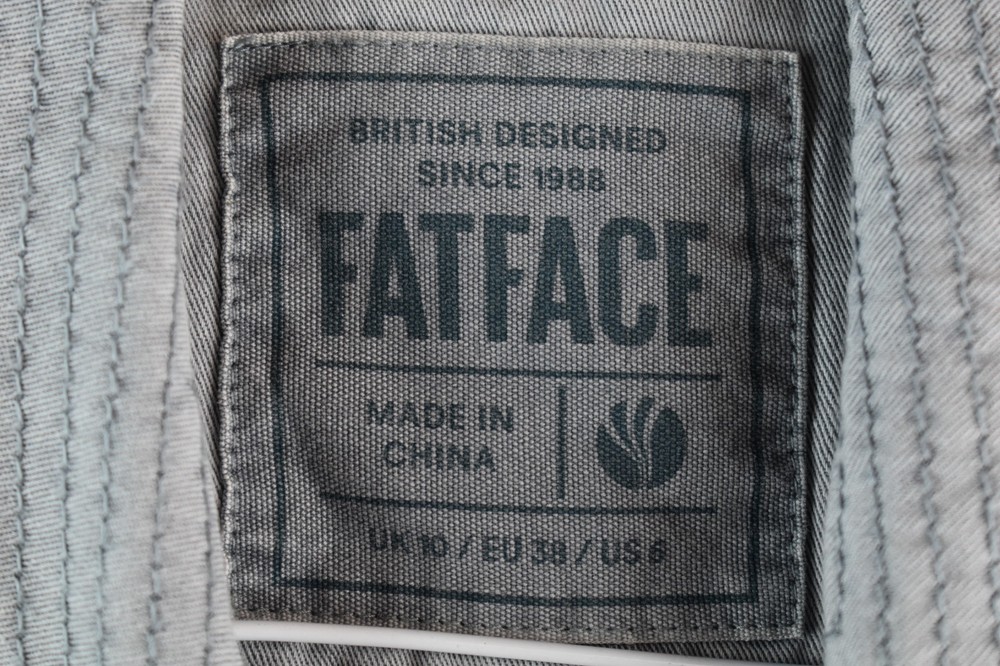 BRITISH DESIGNED
SINCE 1988
FATFACE
MADE IN
CHINA
UK 10 / EU 38 / US 6